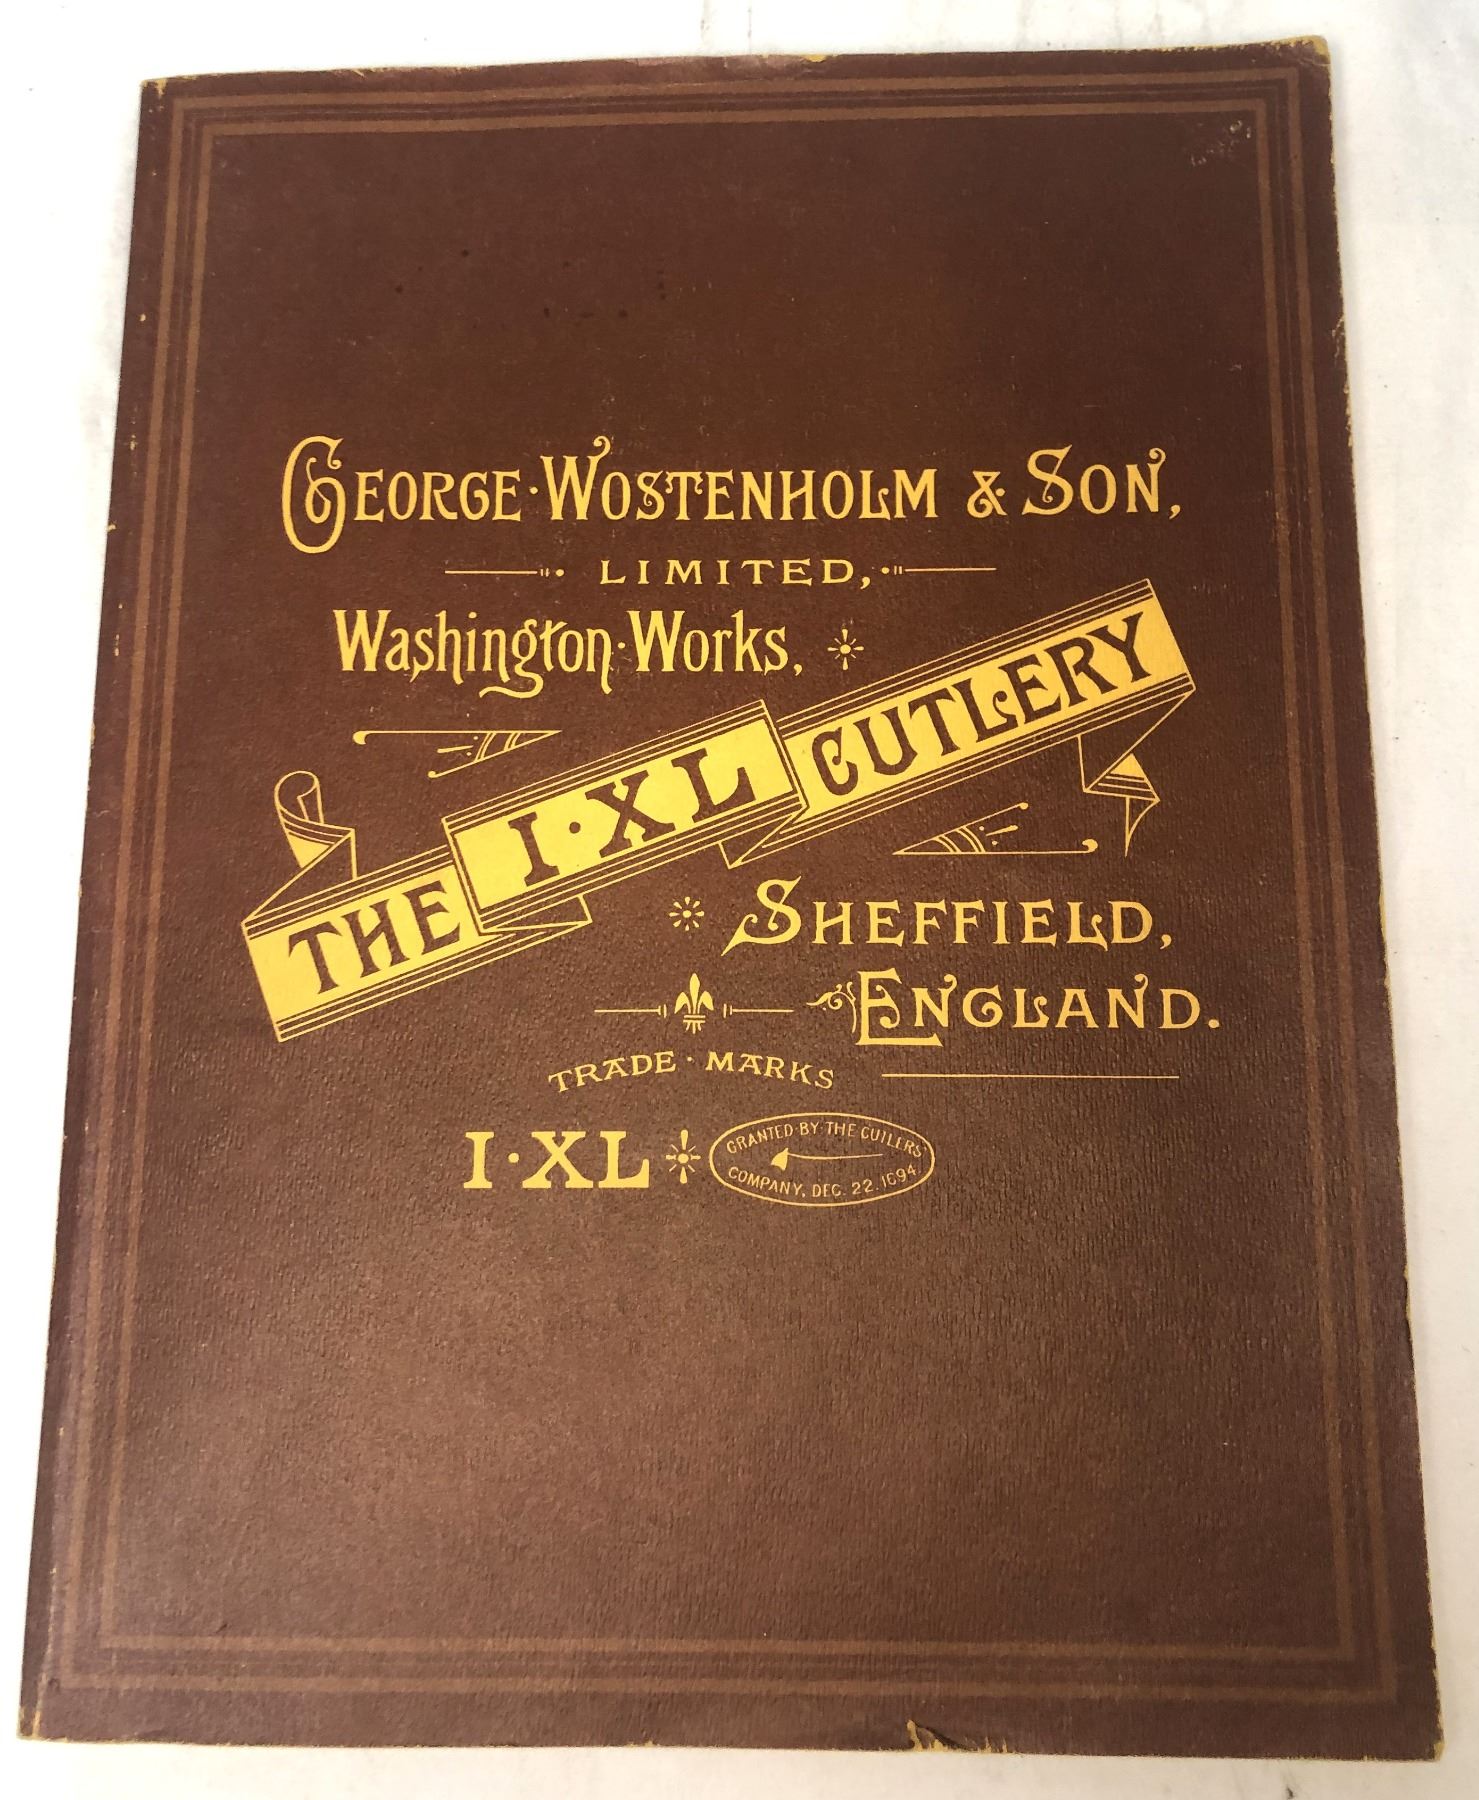 GEORGE·WOSTENHOLM & SON,
LIMITED,
Washington·Works,
THE I·XL CUTLERY
SHEFFIELD,
ENGLAND.
TRADE·MARKS
I·XL
GRANTED·BY·THE CUTLERS'
COMPANY, DEC. 22. 1694.